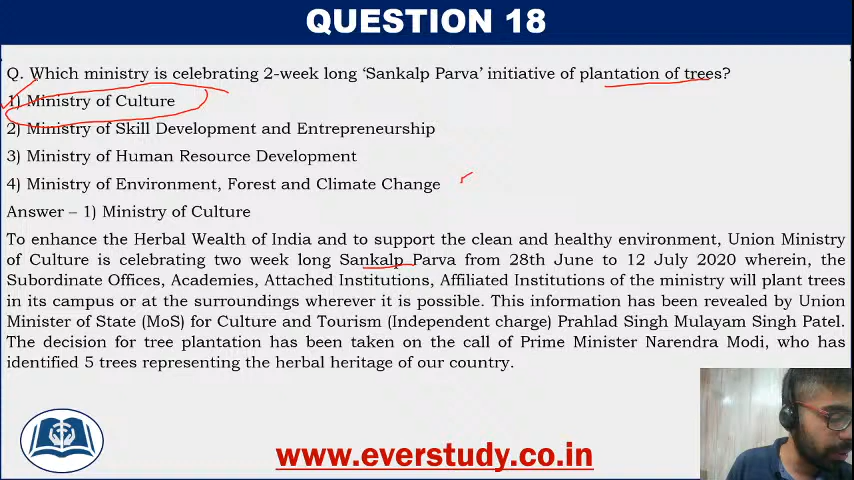 QUESTION 18
Q. Which ministry is celebrating 2-week long ‘Sankalp Parva’ initiative of plantation of trees?
1) Ministry of Culture
2) Ministry of Skill Development and Entrepreneurship
3) Ministry of Human Resource Development
4) Ministry of Environment, Forest and Climate Change
Answer – 1) Ministry of Culture
To enhance the Herbal Wealth of India and to support the clean and healthy environment, Union Ministry
of Culture is celebrating two week long Sankalp Parva from 28th June to 12 July 2020 wherein, the
Subordinate Offices, Academies, Attached Institutions, Affiliated Institutions of the ministry will plant trees
in its campus or at the surroundings wherever it is possible. This information has been revealed by Union
Minister of State (MoS) for Culture and Tourism (Independent charge) Prahlad Singh Mulayam Singh Patel.
The decision for tree plantation has been taken on the call of Prime Minister Narendra Modi, who has
identified 5 trees representing the herbal heritage of our country.
www.everstudy.co.in